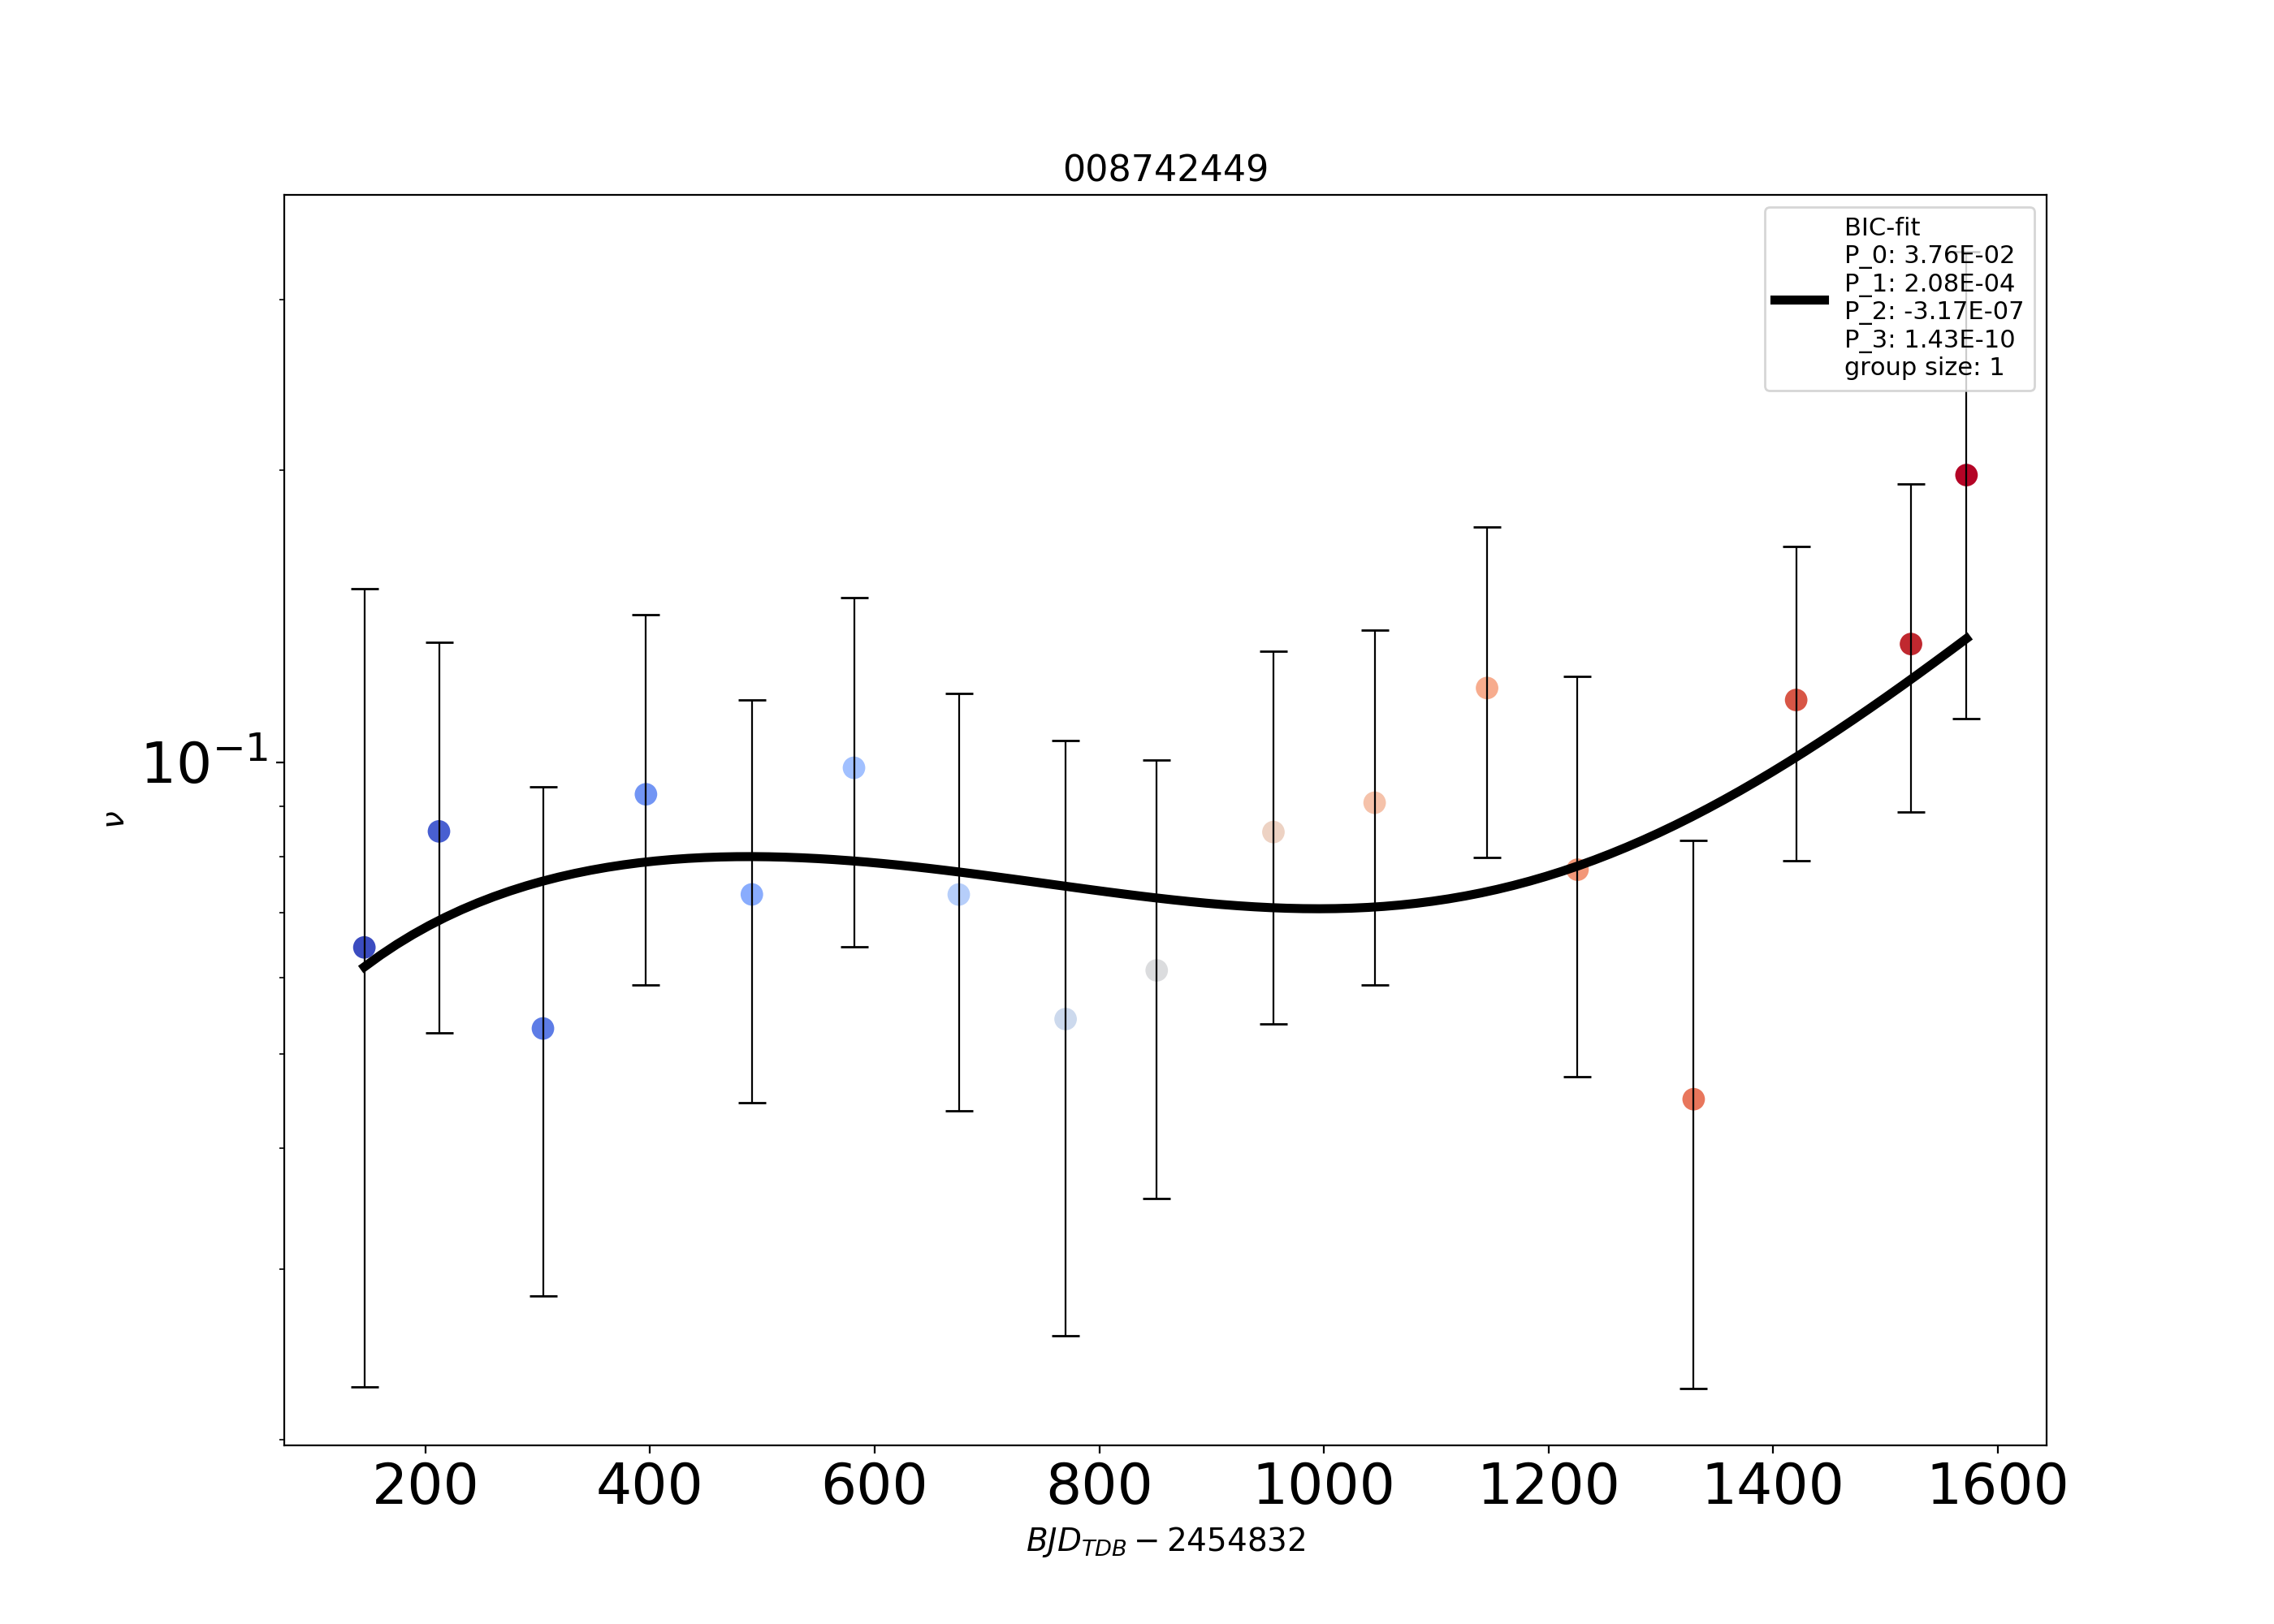 008742449
BIC-fit
P_0: 3.76E-02
P_1: 2.08E-04
P_2: -3.17E-07
P_3: 1.43E-10
group size: 1
10⁻¹
ν
200 400 600 800 1000 1200 1400 1600
BJD_TDB − 2454832